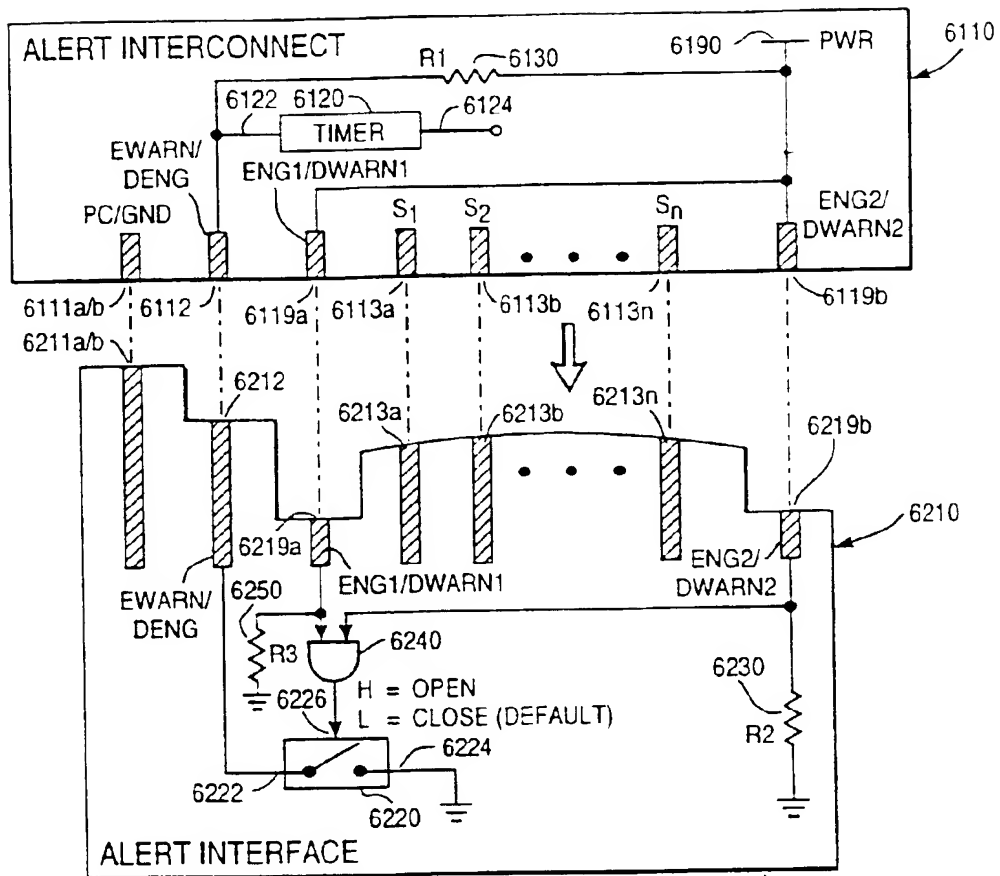 ALERT INTERCONNECT
6190
PWR
6110
R1
6130
6122
6120
6124
TIMER
EWARN/
DENG
ENG1/DWARN1
PC/GND
S1
S2
Sn
ENG2/
DWARN2
6111a/b
6112
6119a
6113a
6113b
6113n
6119b
6211a/b
6212
6213a
6213b
6213n
6219b
6219a
6210
EWARN/
DENG
ENG1/DWARN1
ENG2/
DWARN2
6250
R3
6240
6230
H = OPEN
L = CLOSE (DEFAULT)
R2
6226
6224
6222
6220
ALERT INTERFACE